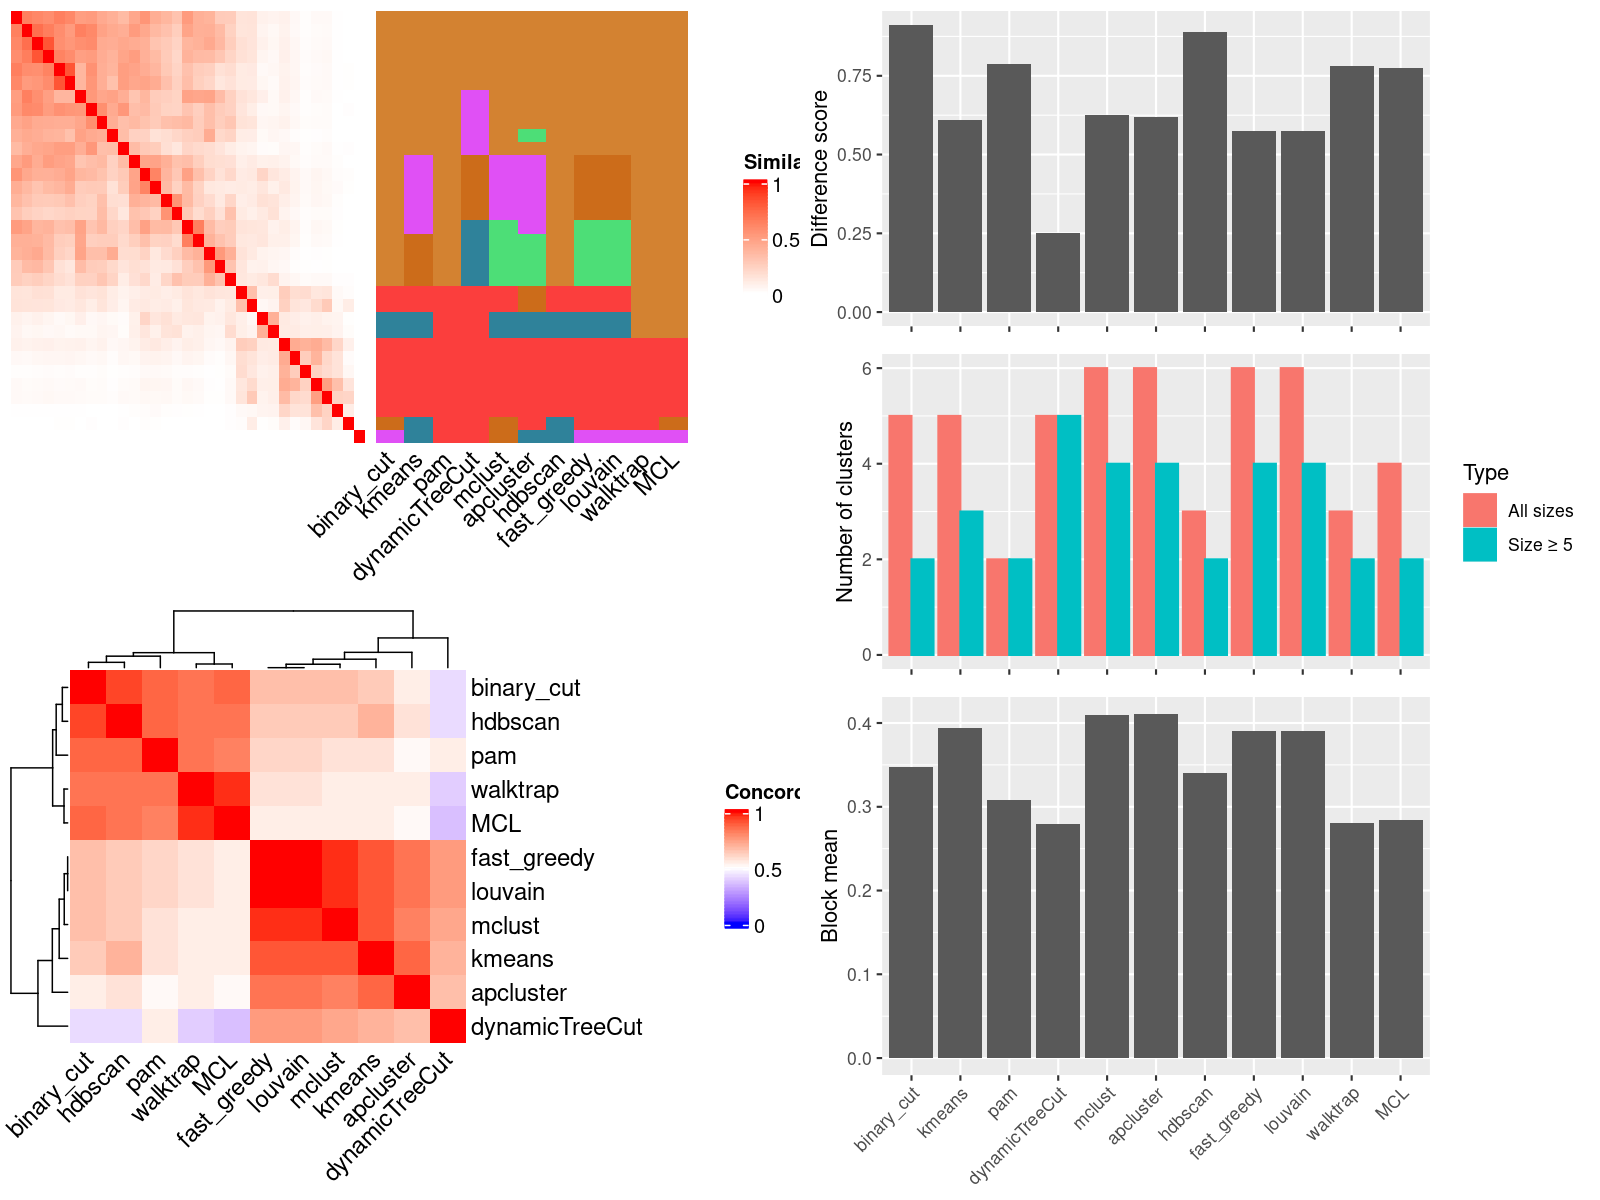 Simila
1
0.5
0
binary_cut
kmeans
pam
dynamicTreeCut
mclust
apcluster
hdbscan
fast_greedy
louvain
walktrap
MCL
binary_cut
hdbscan
pam
walktrap
MCL
fast_greedy
louvain
mclust
kmeans
apcluster
dynamicTreeCut
binary_cut
hdbscan
pam
walktrap
MCL
fast_greedy
louvain
mclust
kmeans
apcluster
dynamicTreeCut
Concord
1
0.5
0
Difference score
0.75
0.50
0.25
0.00
Number of clusters
6
4
2
0
Type
All sizes
Size ≥ 5
Block mean
0.4
0.3
0.2
0.1
0.0
binary_cut
kmeans
pam
dynamicTreeCut
mclust
apcluster
hdbscan
fast_greedy
louvain
walktrap
MCL